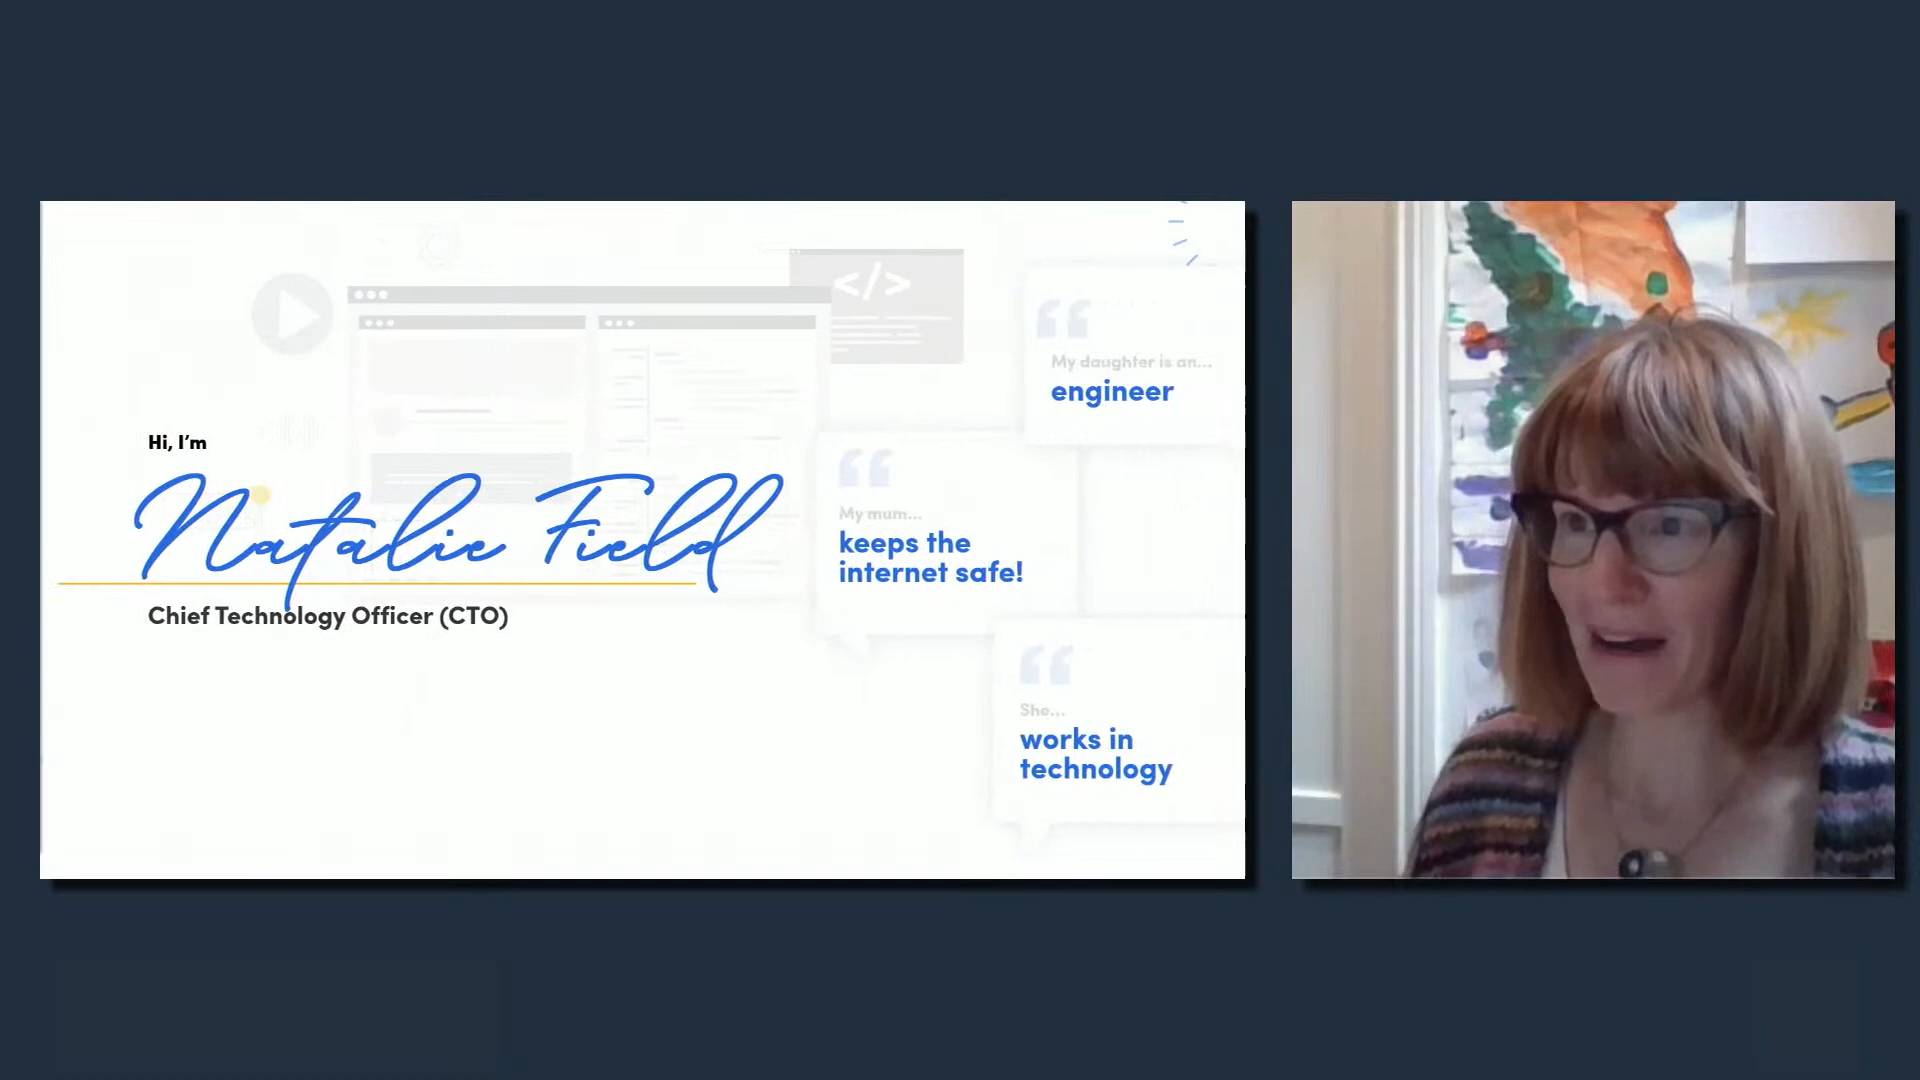 Hi, I'm
Natalie Field
Chief Technology Officer (CTO)
</>
My daughter is an...
engineer
My mum...
keeps the
internet safe!
She...
works in
technology